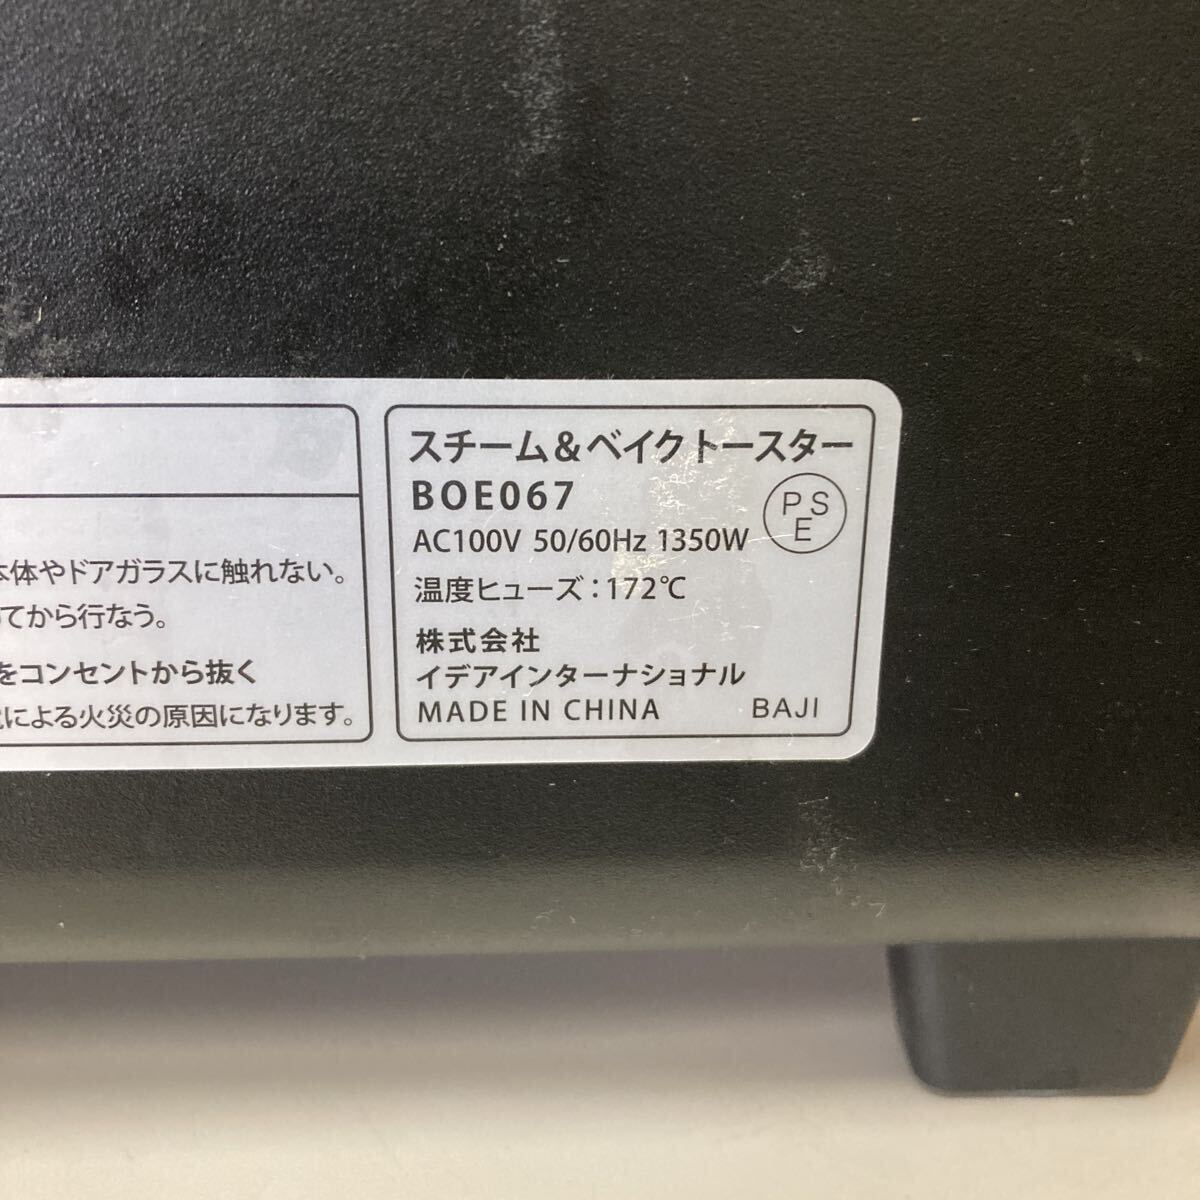 体やドアガラスに触れない。
てから行なう。
をコンセントから抜く
による火災の原因になります。
スチーム&ベイクトースター
BOE067
PSE
AC100V 50/60Hz 1350W
温度ヒューズ:172℃
株式会社
イデアインターナショナル
MADE IN CHINA BAJI